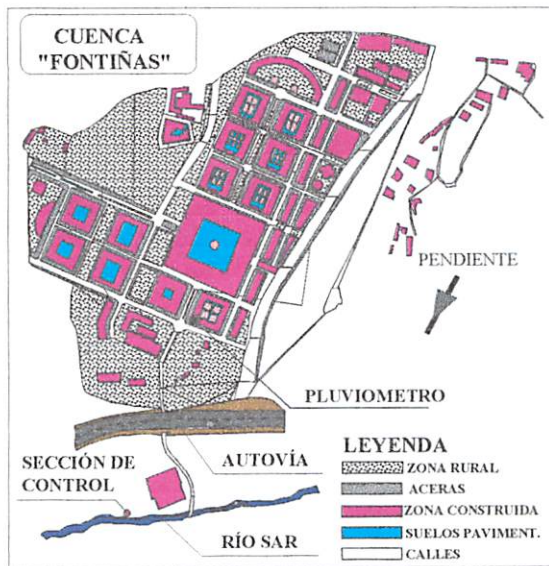 CUENCA
"FONTIÑAS"
PENDIENTE
PLUVIOMETRO
AUTOVÍA
SECCIÓN DE
CONTROL
RÍO SAR
LEYENDA
ZONA RURAL
ACERAS
ZONA CONSTRUIDA
SUELOS PAVIMENT.
CALLES